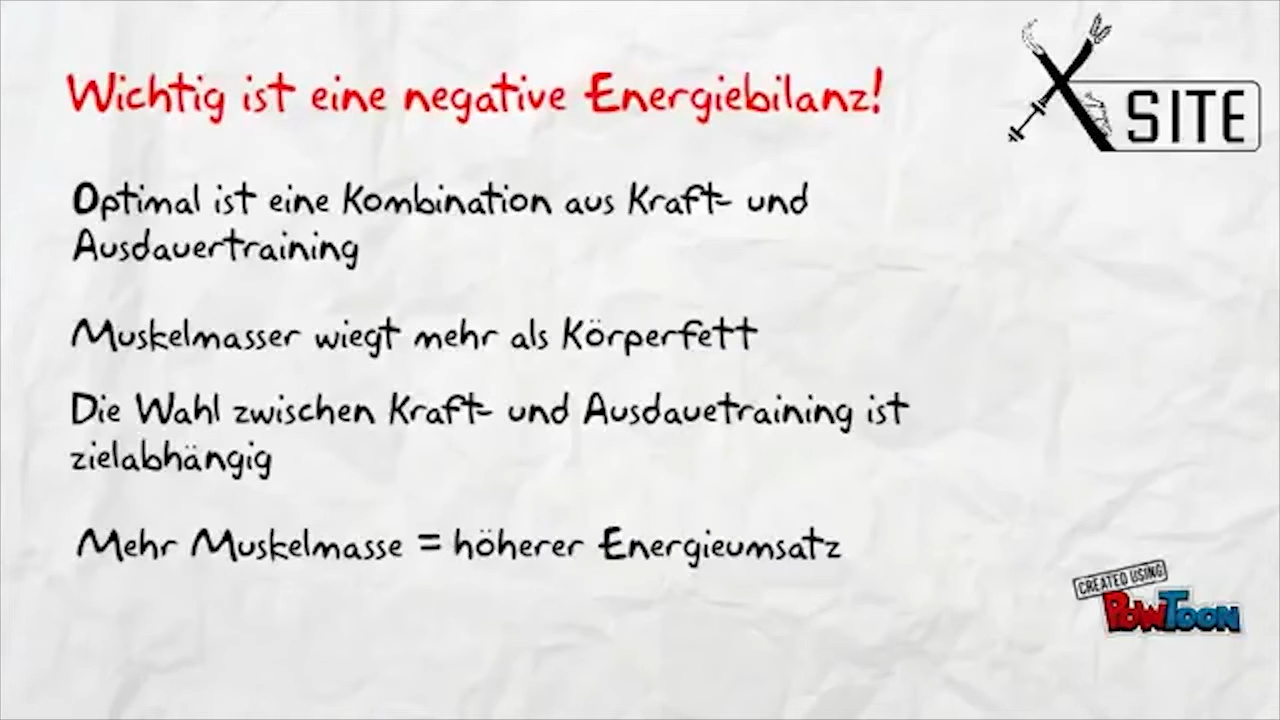 Wichtig ist eine negative Energiebilanz!
X SITE
Optimal ist eine Kombination aus Kraft- und
Ausdauertraining
Muskelmasser wiegt mehr als Körperfett
Die Wahl zwischen Kraft- und Ausdauetraining ist
zielabhängig
Mehr Muskelmasse = höherer Energieumsatz
CREATED USING
POWTOON